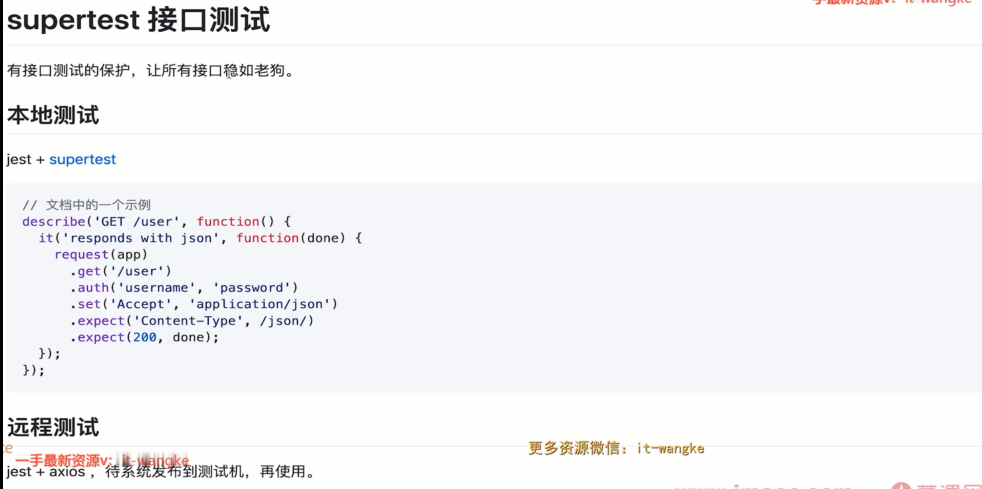 supertest 接口测试
手最新资源v: it-wangke
有接口测试的保护，让所有接口稳如老狗。
本地测试
jest + supertest
// 文档中的一个示例
describe('GET /user', function() {
it('responds with json', function(done) {
request(app)
.get('/user')
.auth('username', 'password')
.set('Accept', 'application/json')
.expect('Content-Type', /json/)
.expect(200, done);
});
});
远程测试
更多资源微信：it-wangke
一手最新资源v: it-wangke
jest + axios ，待系统发布到测试机，再使用。